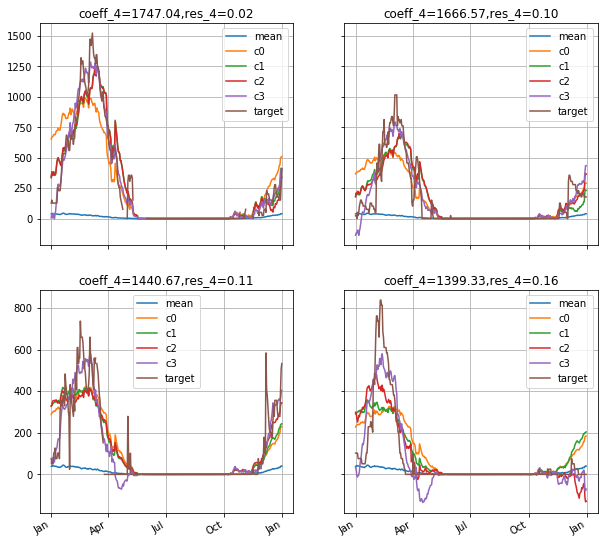 coeff_4=1747.04,res_4=0.02
coeff_4=1666.57,res_4=0.10
1500
1250
1000
750
500
250
0
mean
c0
c1
c2
c3
target
mean
c0
c1
c2
c3
target
coeff_4=1440.67,res_4=0.11
coeff_4=1399.33,res_4=0.16
800
600
400
200
0
mean
c0
c1
c2
c3
target
mean
c0
c1
c2
c3
target
Jan
Apr
Jul
Oct
Jan
Jan
Apr
Jul
Oct
Jan